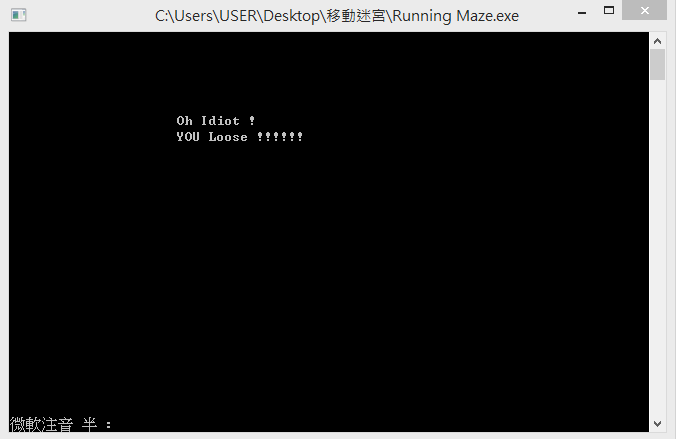 C:\Users\USER\Desktop\移動迷宮\Running Maze.exe
Oh Idiot !
YOU Loose !!!!!!
微軟注音 半 :